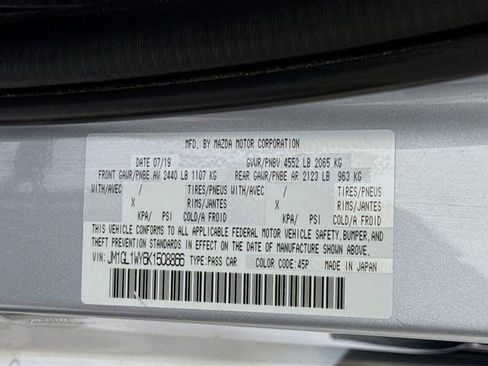 MFD. BY MAZDA MOTOR CORPORATION
DATE 07/19 GVWR/PNBV 4552 LB 2065 KG
FRONT GAWR/PNBE AV 2440 LB 1107 KG REAR GAWR/PNBE AR 2123 LB 963 KG
WITH/AVEC / TIRES/PNEUS WITH/AVEC / TIRES/PNEUS
X RIMS/JANTES X RIMS/JANTES
KPA/ PSI COLD/A FROID KPA/ PSI COLD/A FROID
THIS VEHICLE CONFORMS TO ALL APPLICABLE FEDERAL MOTOR VEHICLE SAFETY, BUMPER, AND
THEFT PREVENTION STANDARDS IN EFFECT ON THE DATE OF MANUFACTURE SHOWN ABOVE.
VIN: JM1GL1WY6K1508866 TYPE:PASS CAR COLOR CODE:45P MADE IN JAPAN